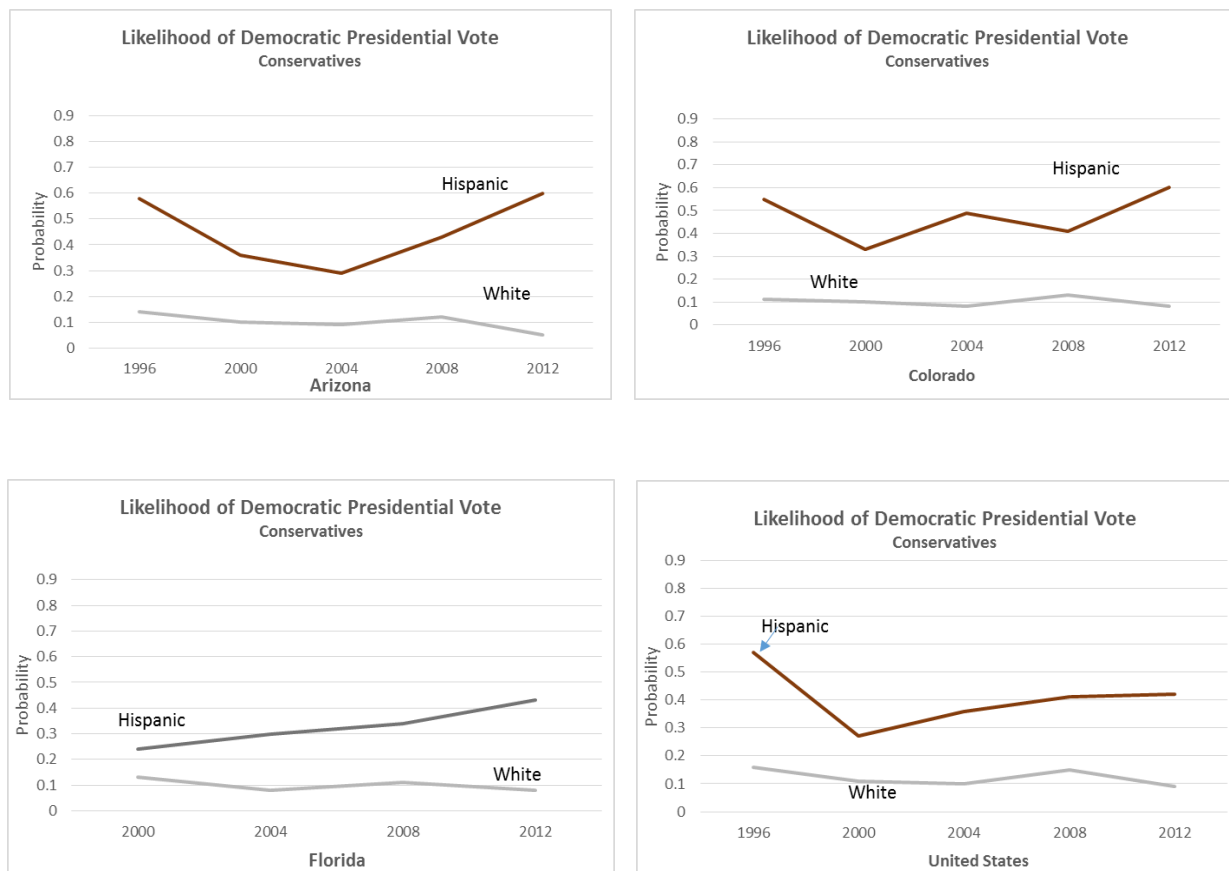 Likelihood of Democratic Presidential Vote
Conservatives
0.9
0.8
0.7
0.6
0.5
0.4
0.3
0.2
0.1
0
Probability
Hispanic
White
1996 2000 2004 2008 2012
Arizona
Likelihood of Democratic Presidential Vote
Conservatives
0.9
0.8
0.7
0.6
0.5
0.4
0.3
0.2
0.1
0
Probability
Hispanic
White
1996 2000 2004 2008 2012
Colorado
Likelihood of Democratic Presidential Vote
Conservatives
0.9
0.8
0.7
0.6
0.5
0.4
0.3
0.2
0.1
0
Probability
Hispanic
White
2000 2004 2008 2012
Florida
Likelihood of Democratic Presidential Vote
Conservatives
0.9
0.8
0.7
0.6
0.5
0.4
0.3
0.2
0.1
0
Probability
Hispanic
White
1996 2000 2004 2008 2012
United States